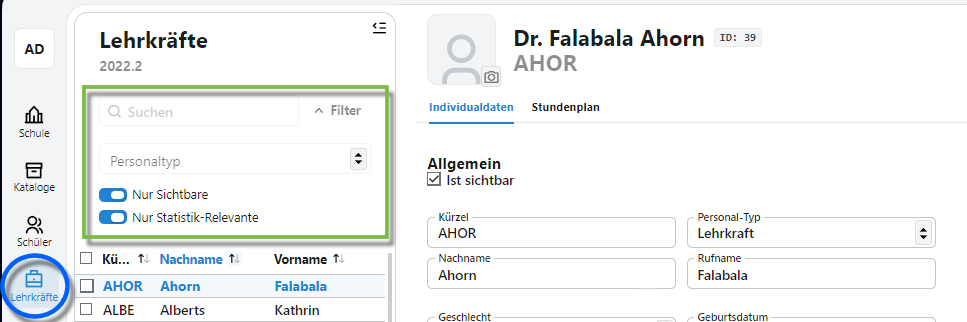 AD
Schule
Kataloge
Schüler
Lehrkräfte
Lehrkräfte
2022.2
Suchen
Filter
Personaltyp
Nur Sichtbare
Nur Statistik-Relevante
Kü... Nachname Vorname
AHOR Ahorn Falabala
ALBE Alberts Kathrin
Dr. Falabala Ahorn ID: 39
AHOR
Individualdaten Stundenplan
Allgemein
Ist sichtbar
Kürzel Personal-Typ
AHOR Lehrkraft
Nachname Rufname
Ahorn Falabala
Geschlecht Geburtsdatum